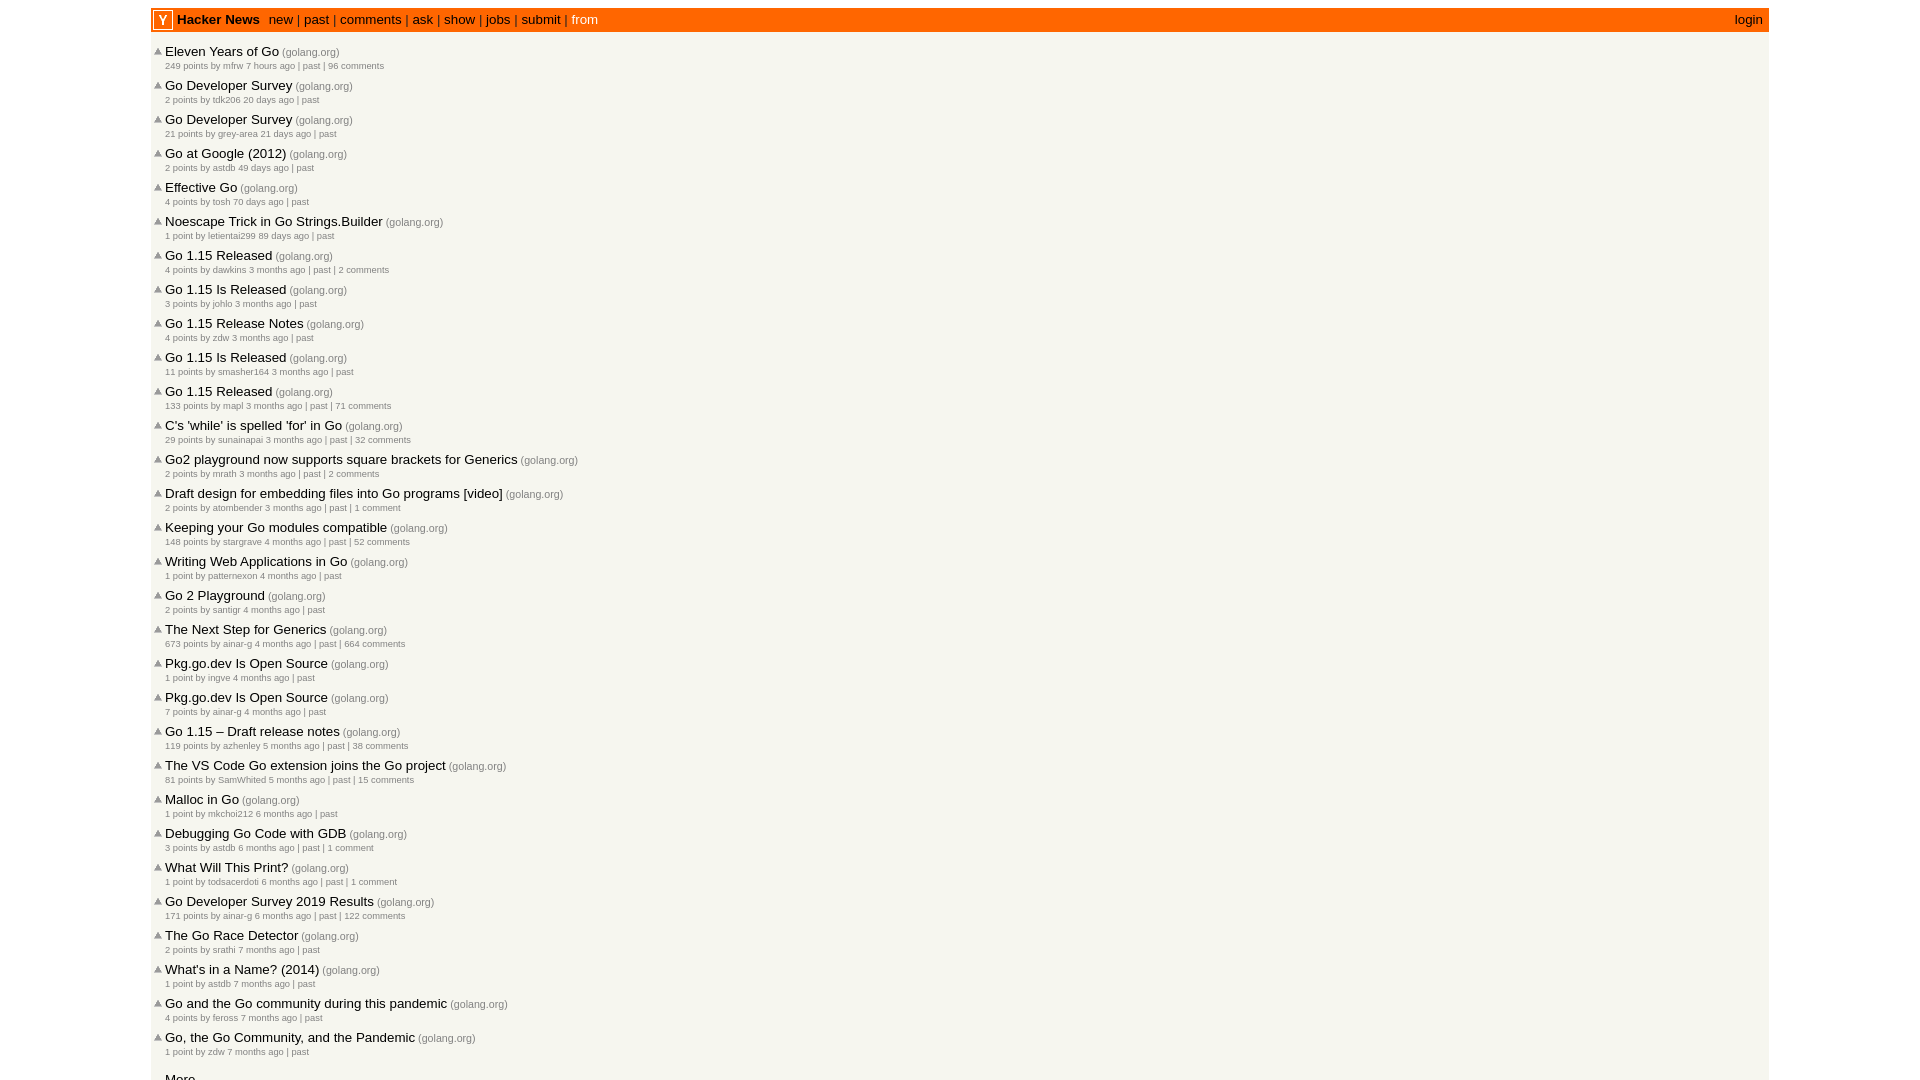 Y Hacker News new | past | comments | ask | show | jobs | submit | from login
Eleven Years of Go (golang.org)
249 points by mfrw 7 hours ago | past | 96 comments
Go Developer Survey (golang.org)
2 points by tdk206 20 days ago | past
Go Developer Survey (golang.org)
21 points by grey-area 21 days ago | past
Go at Google (2012) (golang.org)
2 points by astdb 49 days ago | past
Effective Go (golang.org)
4 points by tosh 70 days ago | past
Noescape Trick in Go Strings.Builder (golang.org)
1 point by letientai299 89 days ago | past
Go 1.15 Released (golang.org)
4 points by dawkins 3 months ago | past | 2 comments
Go 1.15 Is Released (golang.org)
3 points by johlo 3 months ago | past
Go 1.15 Release Notes (golang.org)
4 points by zdw 3 months ago | past
Go 1.15 Is Released (golang.org)
11 points by smasher164 3 months ago | past
Go 1.15 Released (golang.org)
133 points by mapl 3 months ago | past | 71 comments
C's 'while' is spelled 'for' in Go (golang.org)
29 points by sunainapai 3 months ago | past | 32 comments
Go2 playground now supports square brackets for Generics (golang.org)
2 points by mrath 3 months ago | past | 2 comments
Draft design for embedding files into Go programs [video] (golang.org)
2 points by atombender 3 months ago | past | 1 comment
Keeping your Go modules compatible (golang.org)
148 points by stargrave 4 months ago | past | 52 comments
Writing Web Applications in Go (golang.org)
1 point by patternexon 4 months ago | past
Go 2 Playground (golang.org)
2 points by santigr 4 months ago | past
The Next Step for Generics (golang.org)
673 points by ainar-g 4 months ago | past | 664 comments
Pkg.go.dev Is Open Source (golang.org)
1 point by ingve 4 months ago | past
Pkg.go.dev Is Open Source (golang.org)
7 points by ainar-g 4 months ago | past
Go 1.15 – Draft release notes (golang.org)
119 points by azhenley 5 months ago | past | 38 comments
The VS Code Go extension joins the Go project (golang.org)
81 points by SamWhited 5 months ago | past | 15 comments
Malloc in Go (golang.org)
1 point by mkchoi212 6 months ago | past
Debugging Go Code with GDB (golang.org)
3 points by astdb 6 months ago | past | 1 comment
What Will This Print? (golang.org)
1 point by todsacerdoti 6 months ago | past | 1 comment
Go Developer Survey 2019 Results (golang.org)
171 points by ainar-g 6 months ago | past | 122 comments
The Go Race Detector (golang.org)
2 points by srathi 7 months ago | past
What's in a Name? (2014) (golang.org)
1 point by astdb 7 months ago | past
Go and the Go community during this pandemic (golang.org)
4 points by feross 7 months ago | past
Go, the Go Community, and the Pandemic (golang.org)
1 point by zdw 7 months ago | past
More